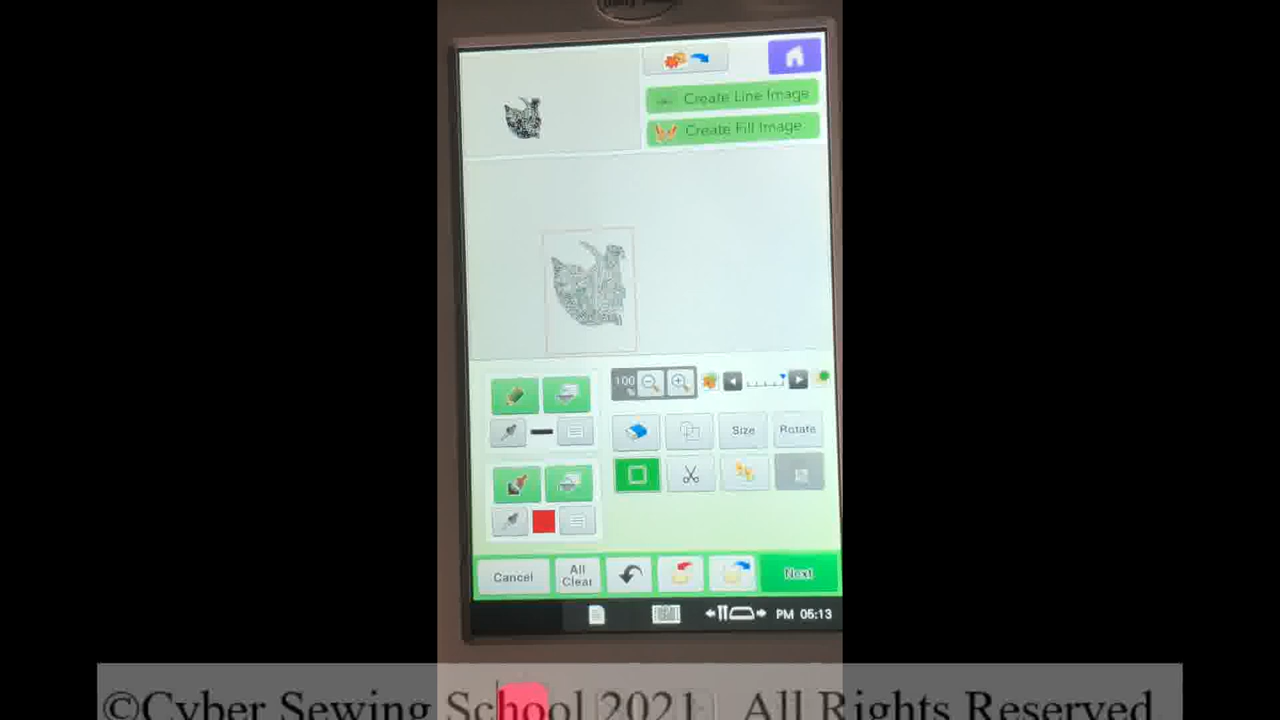 Create Line Image
Create Fill Image
100
%
Size
Rotate
Cancel
All
Clear
Next
PM 05:13
©Cyber Sewing School 2021 All Rights Reserved